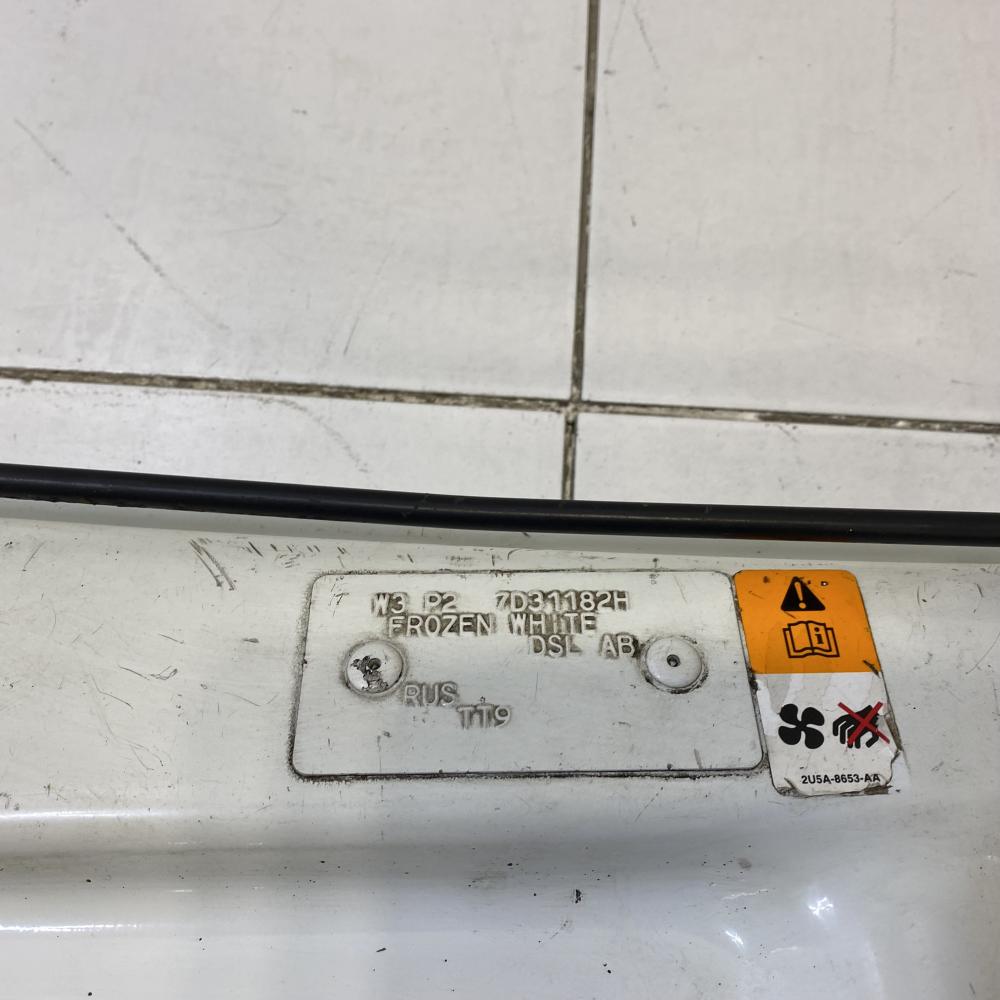 W3 P2 7D31182H
FROZEN WHITE
DSL AB
RUS
TT9
2U5A-8653-AA